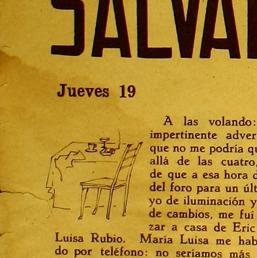 SALVA
Jueves 19
A las volando:
impertinente adver
que no me podría qu
allá de las cuatro,
de que a esa hora d
del foro para un últ
yo de iluminación y
de cambios, me fui
zar a casa de Eric
Luisa Rubio. María Luisa me hab
do por teléfono: no seríamos más